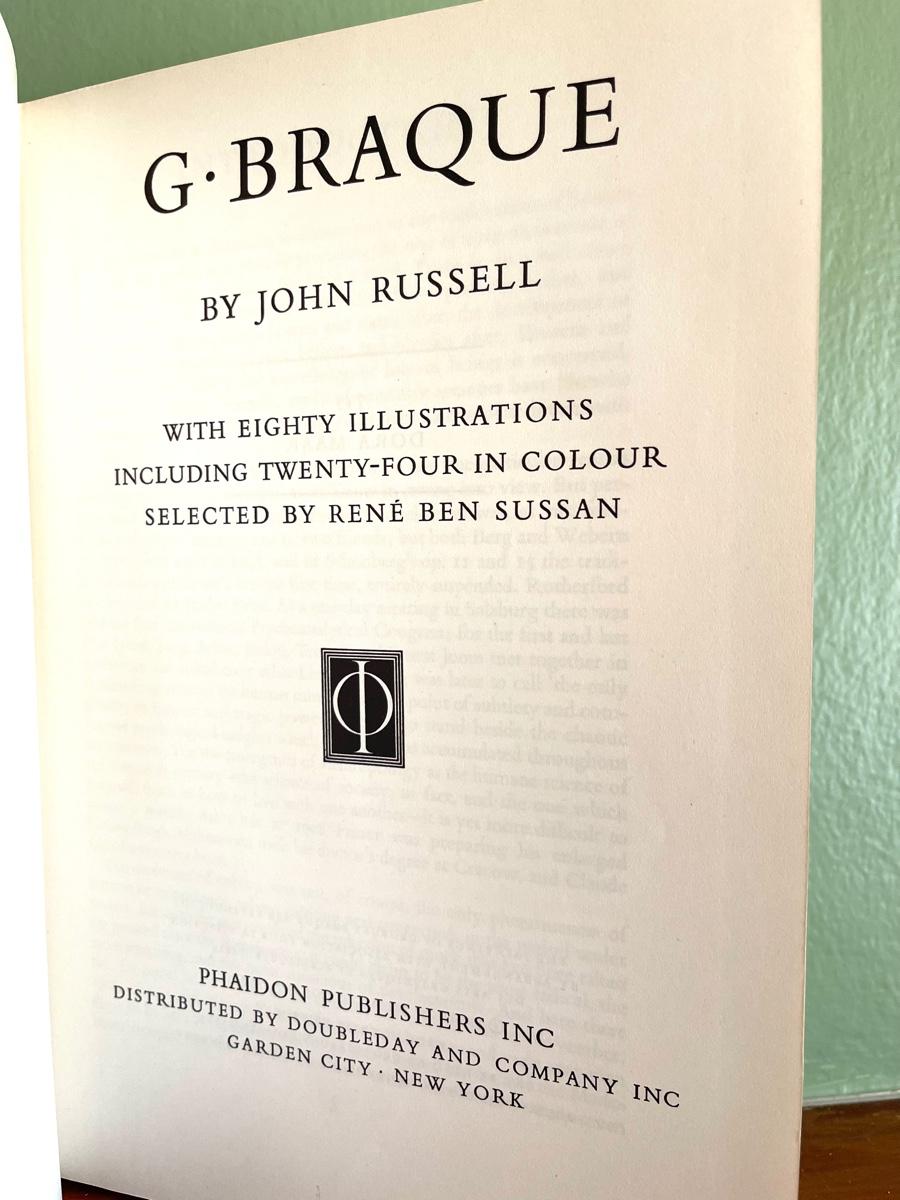 G·BRAQUE
BY JOHN RUSSELL
WITH EIGHTY ILLUSTRATIONS
INCLUDING TWENTY-FOUR IN COLOUR
SELECTED BY RENÉ BEN SUSSAN
PHAIDON PUBLISHERS INC
DISTRIBUTED BY DOUBLEDAY AND COMPANY INC
GARDEN CITY · NEW YORK